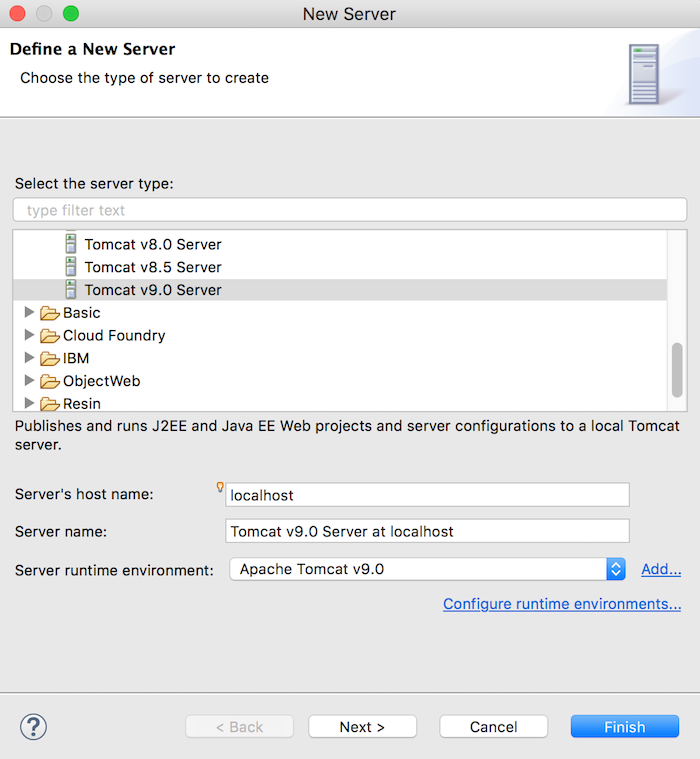 New Server
Define a New Server
Choose the type of server to create
Select the server type:
type filter text
Tomcat v8.0 Server
Tomcat v8.5 Server
Tomcat v9.0 Server
Basic
Cloud Foundry
IBM
ObjectWeb
Resin
Publishes and runs J2EE and Java EE Web projects and server configurations to a local Tomcat
server.
Server's host name: localhost
Server name: Tomcat v9.0 Server at localhost
Server runtime environment: Apache Tomcat v9.0 Add...
Configure runtime environments...
? < Back Next > Cancel Finish